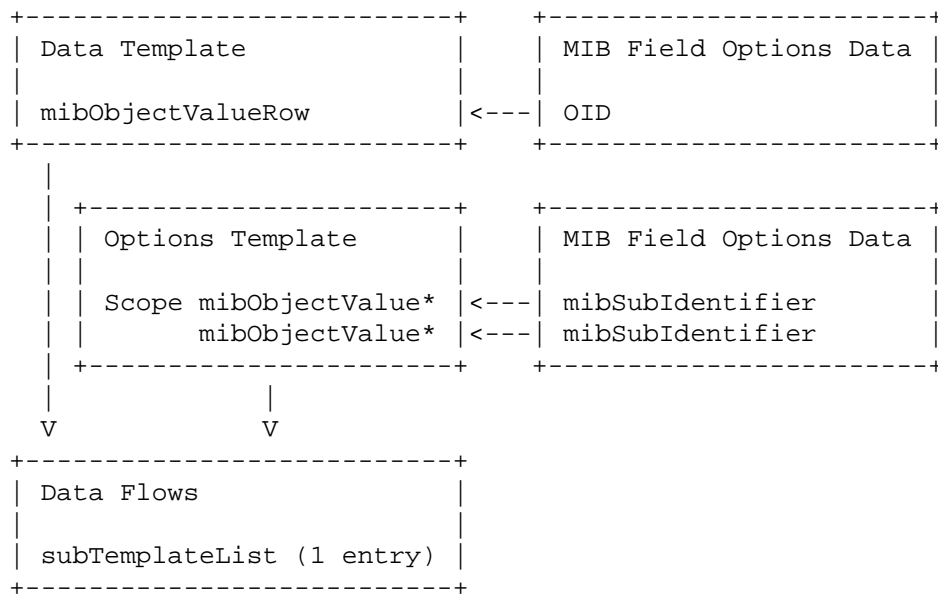 Data Template MIB Field Options Data
mibObjectValueRow <---| OID
Options Template MIB Field Options Data
Scope mibObjectValue* <---| mibSubIdentifier
mibObjectValue* <---| mibSubIdentifier
V V
Data Flows
subTemplateList (1 entry)